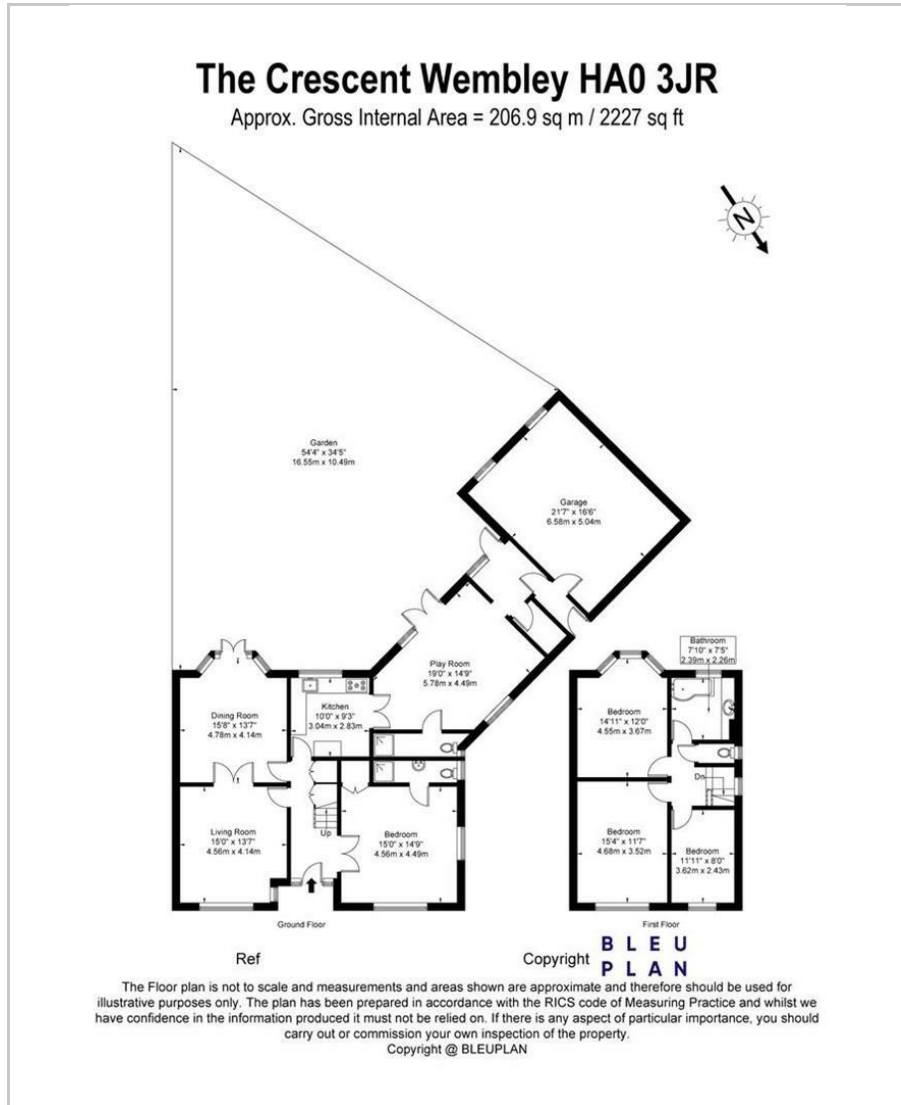 The Crescent Wembley HA0 3JR
Approx. Gross Internal Area = 206.9 sq m / 2227 sq ft
N
Garden
54'4" x 34'5"
16.55m x 10.49m
Garage
21'7" x 16'6"
6.58m x 5.04m
Play Room
19'0" x 14'9"
5.78m x 4.49m
Kitchen
10'0" x 9'3"
3.04m x 2.83m
Dining Room
15'8" x 13'7"
4.78m x 4.14m
Living Room
15'0" x 13'7"
4.56m x 4.14m
Up
Bedroom
15'0" x 14'9"
4.56m x 4.49m
Ground Floor
Bathroom
7'10" x 7'5"
2.39m x 2.26m
Bedroom
14'11" x 12'0"
4.55m x 3.67m
Dn
Bedroom
15'4" x 11'7"
4.68m x 3.52m
Bedroom
11'11" x 8'0"
3.62m x 2.43m
First Floor
Ref
Copyright
BLEU
PLAN
The Floor plan is not to scale and measurements and areas shown are approximate and therefore should be used for
illustrative purposes only. The plan has been prepared in accordance with the RICS code of Measuring Practice and whilst we
have confidence in the information produced it must not be relied on. If there is any aspect of particular importance, you should
carry out or commission your own inspection of the property.
Copyright @ BLEUPLAN